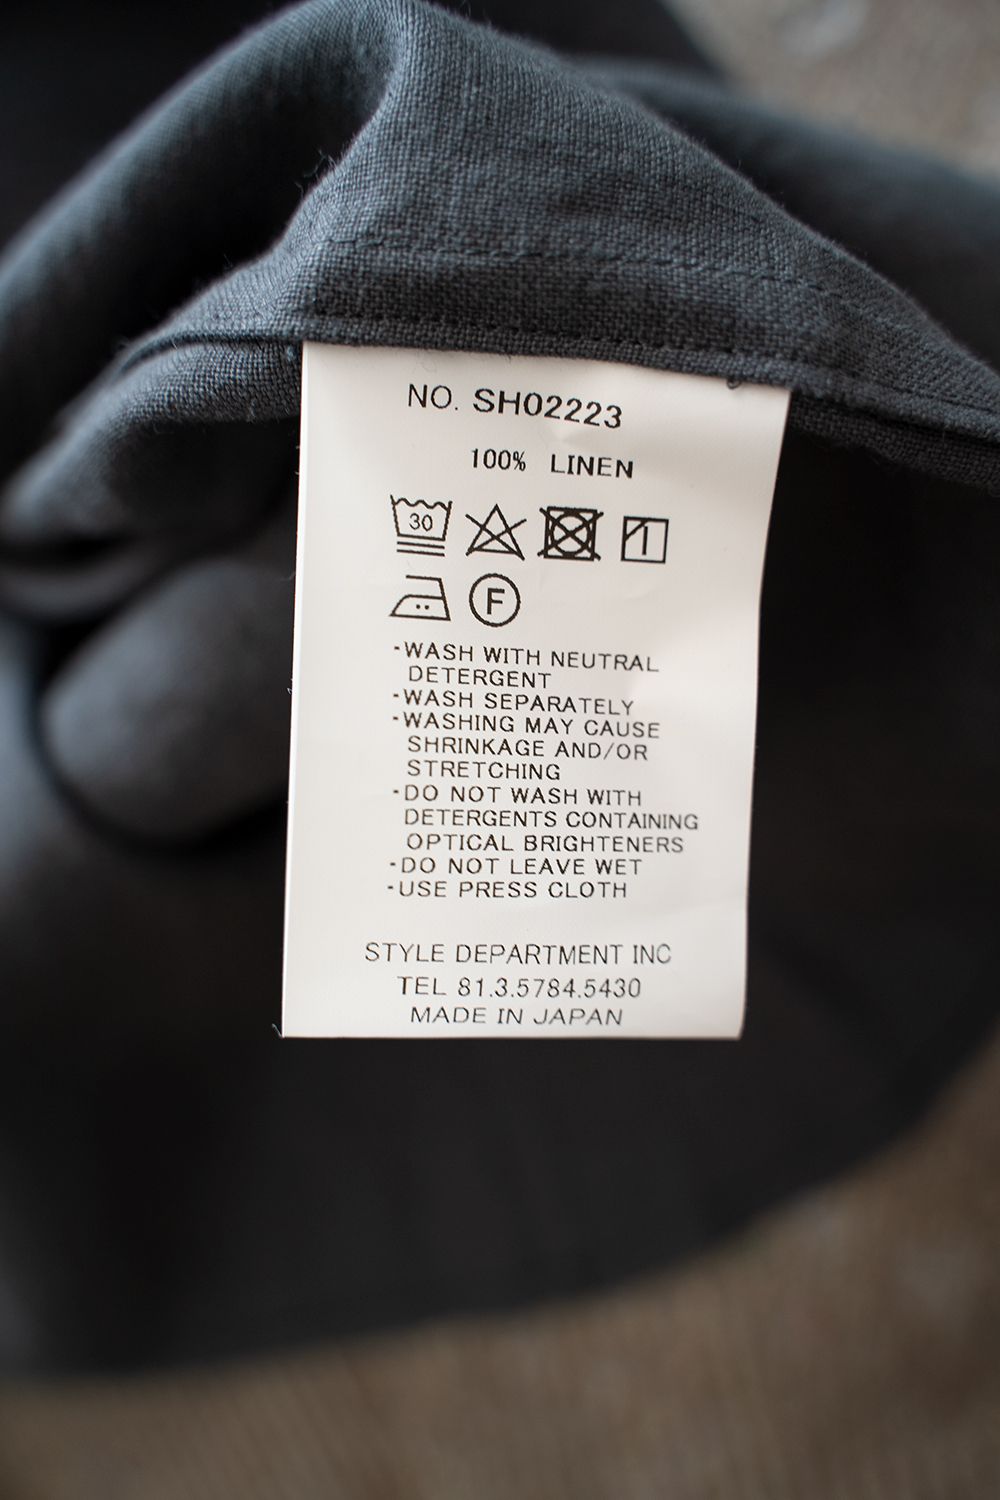 NO. SH02223
100% LINEN
30
F
-WASH WITH NEUTRAL
DETERGENT
-WASH SEPARATELY
-WASHING MAY CAUSE
SHRINKAGE AND/OR
STRETCHING
-DO NOT WASH WITH
DETERGENTS CONTAINING
OPTICAL BRIGHTENERS
-DO NOT LEAVE WET
-USE PRESS CLOTH
STYLE DEPARTMENT INC
TEL 81.3.5784.5430
MADE IN JAPAN